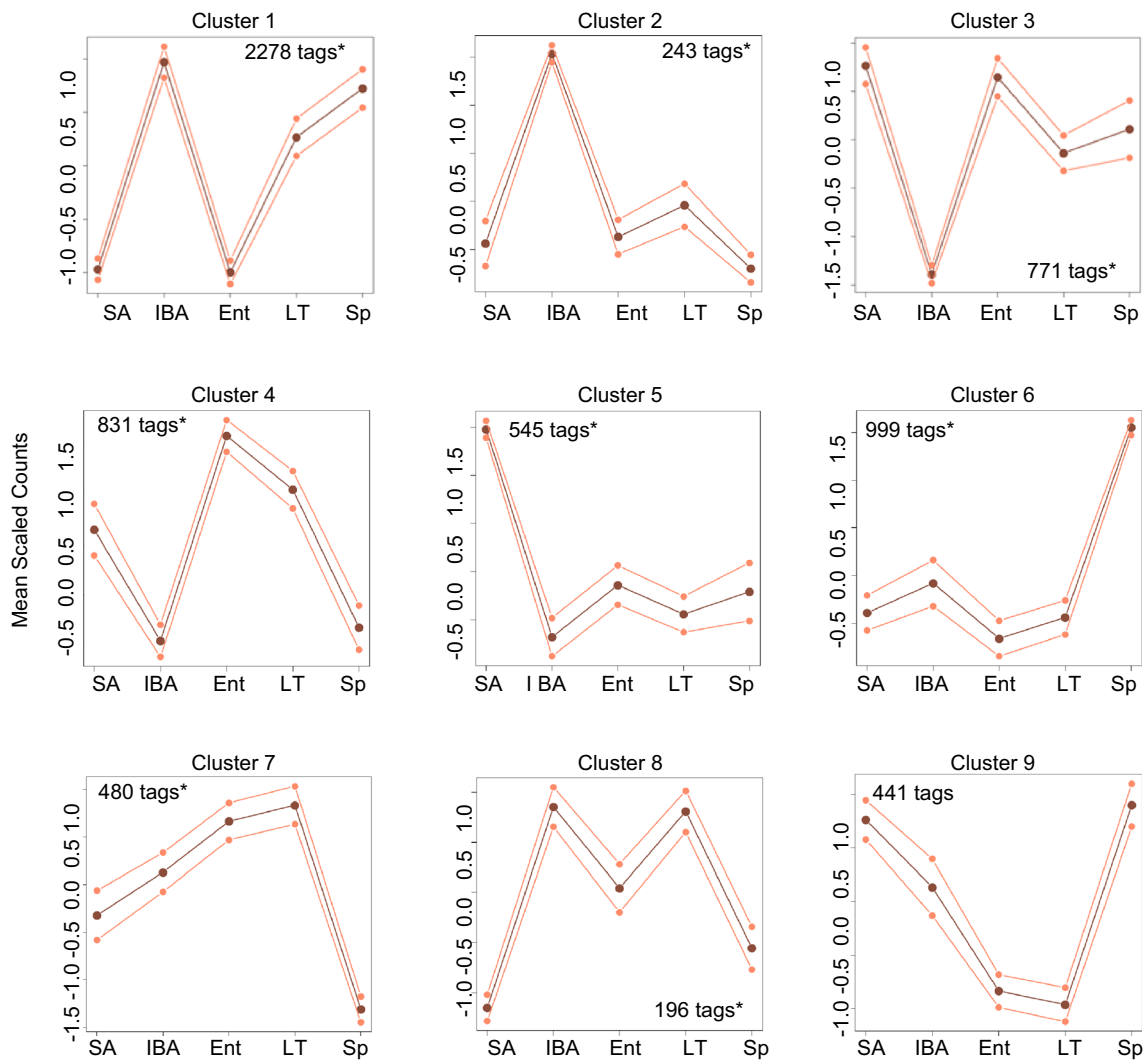 Cluster 1
2278 tags*
1.0
0.5
0.0
-0.5
-1.0
SA IBA Ent LT Sp
Cluster 2
243 tags*
1.5
1.0
0.5
0.0
-0.5
SA IBA Ent LT Sp
Cluster 3
771 tags*
1.0
0.5
0.0
-0.5
-1.0
-1.5
SA IBA Ent LT Sp
Mean Scaled Counts
Cluster 4
831 tags*
1.5
1.0
0.5
0.0
-0.5
SA IBA Ent LT Sp
Cluster 5
545 tags*
1.5
1.0
0.5
0.0
-0.5
SA I BA Ent LT Sp
Cluster 6
999 tags*
1.5
1.0
0.5
0.0
-0.5
SA IBA Ent LT Sp
Cluster 7
480 tags*
1.0
0.5
0.0
-0.5
-1.0
-1.5
SA IBA Ent LT Sp
Cluster 8
196 tags*
1.0
0.5
0.0
-0.5
-1.0
SA IBA Ent LT Sp
Cluster 9
441 tags
1.0
0.5
0.0
-0.5
-1.0
SA IBA Ent LT Sp